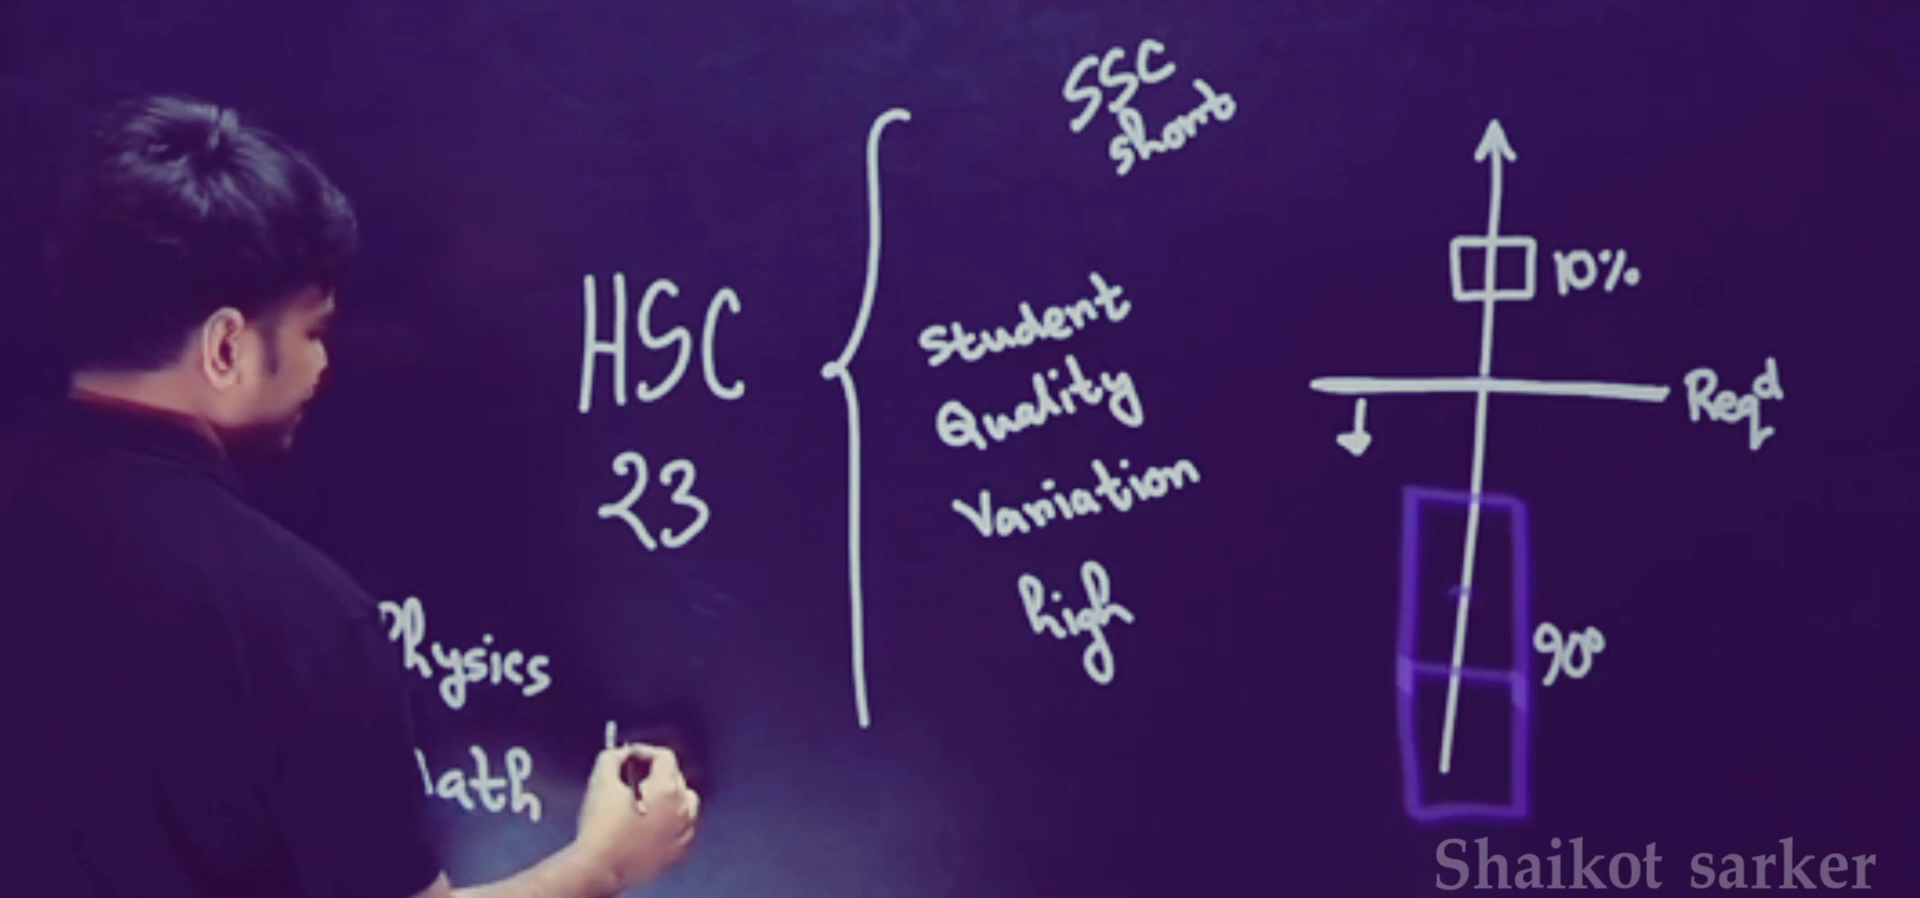 SSC
short
HSC
23
Student
Quality
Variation
high
10%
Reqd
90%
Physics
Math
Shaikot sarker